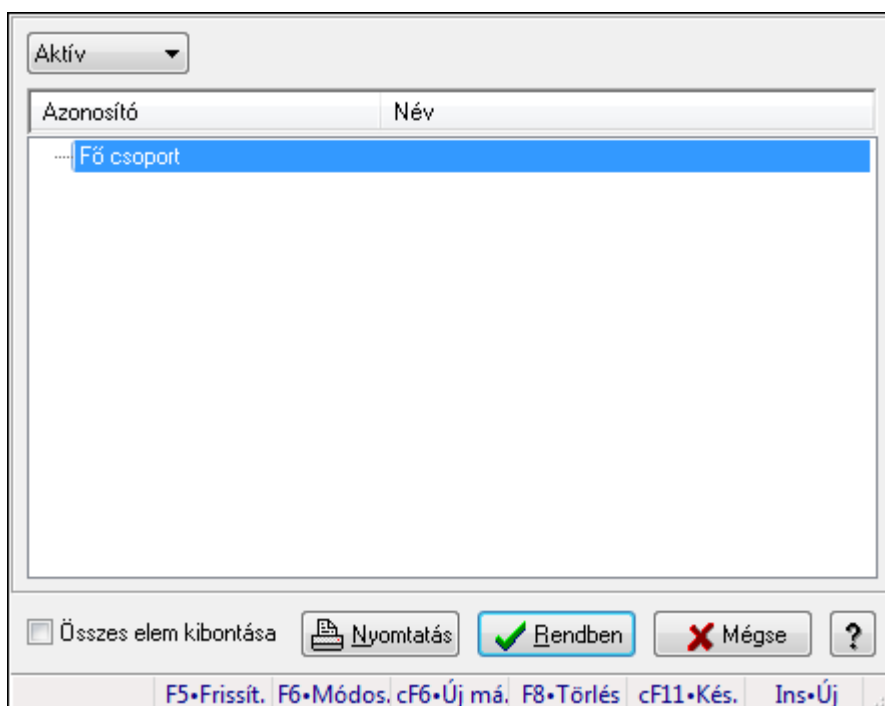 Aktív
Azonosító Név
Fő csoport
Összes elem kibontása Nyomtatás Rendben Mégse ?
F5•Frissít. F6•Módos. cF6•Új má. F8•Törlés cF11•Kés. Ins•Új